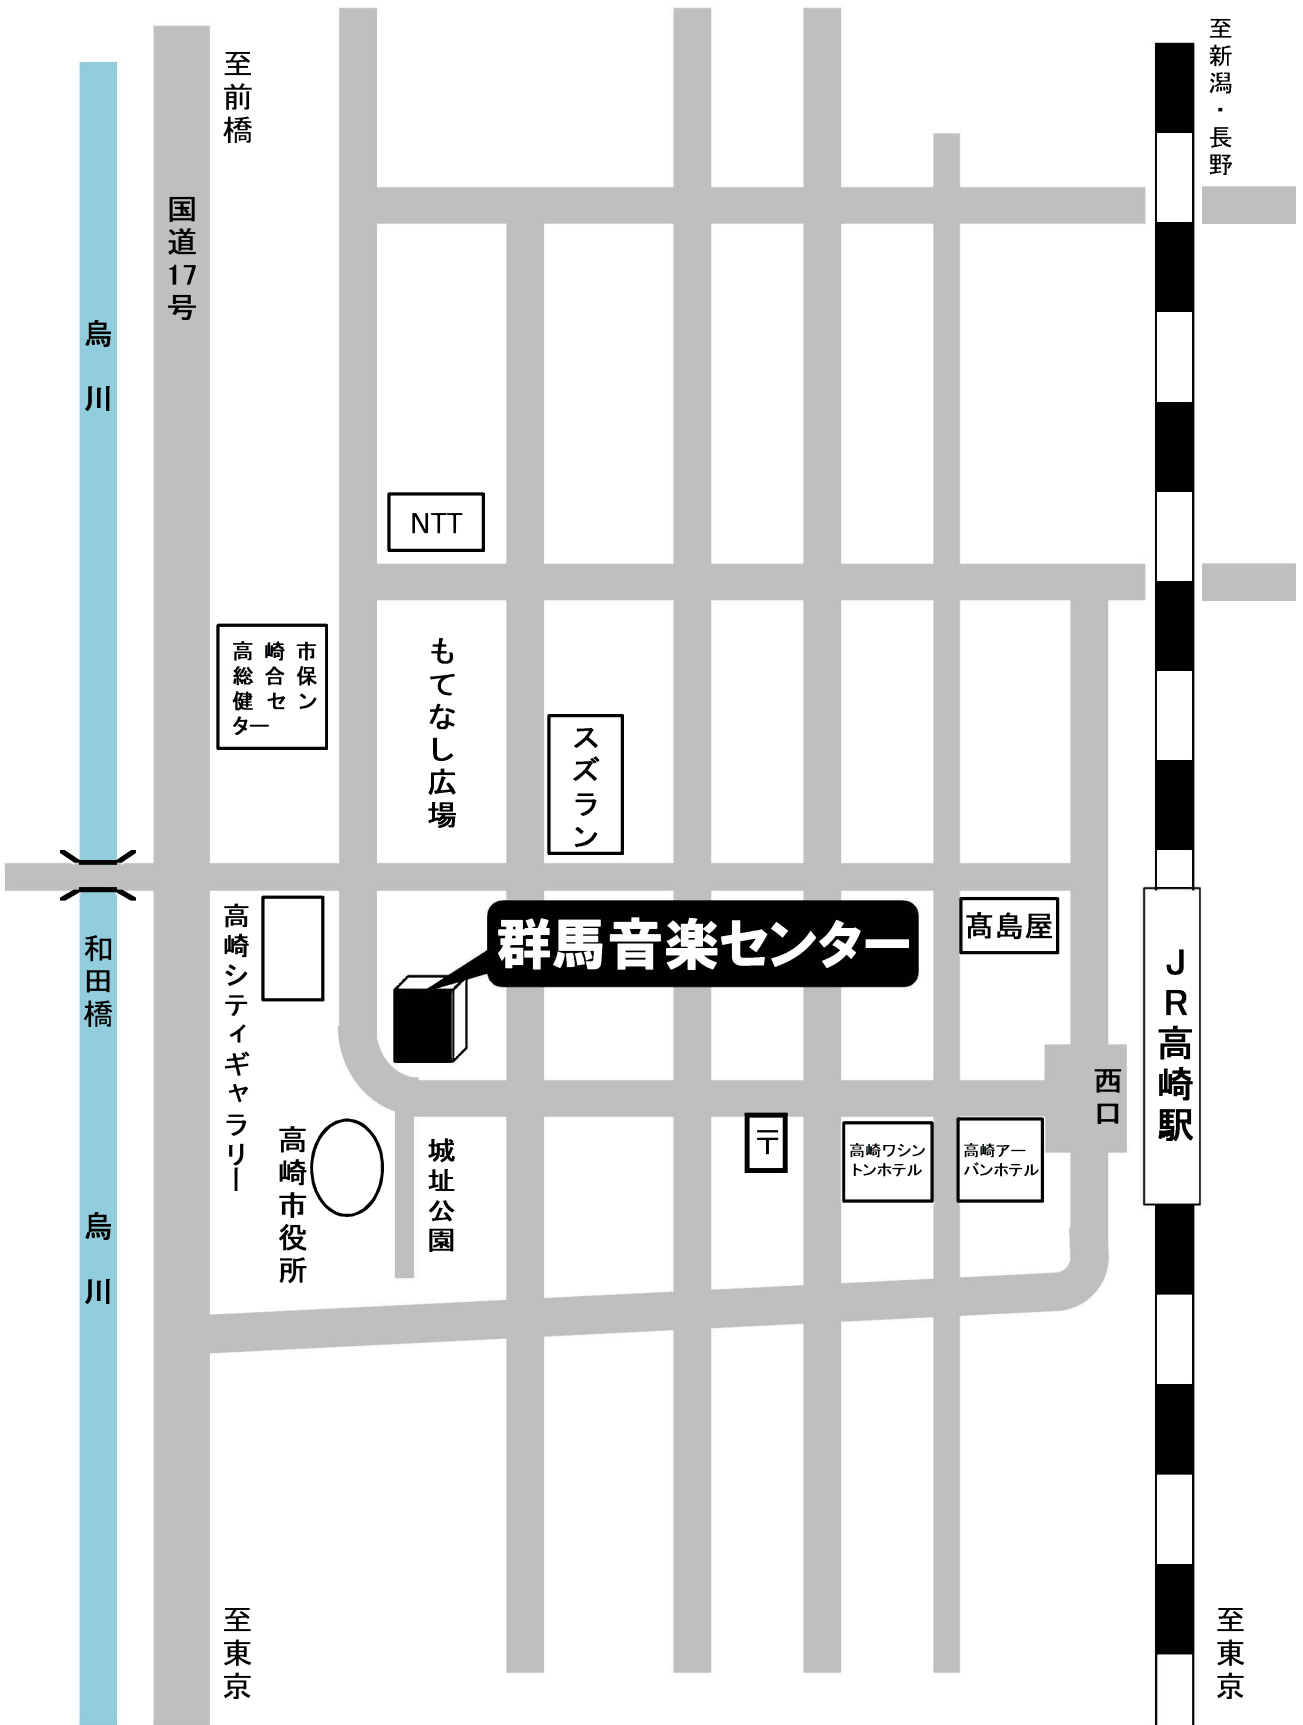 至新潟・長野
至前橋
国道17号
烏川
NTT
高崎市
総合保
健セン
ター
もてなし広場
スズラン
群馬音楽センター
髙島屋
高崎シティギャラリー
和田橋
JR高崎駅
西口
〒
高崎ワシン
トンホテル
高崎アー
バンホテル
高崎市役所
城址公園
烏川
至東京
至東京